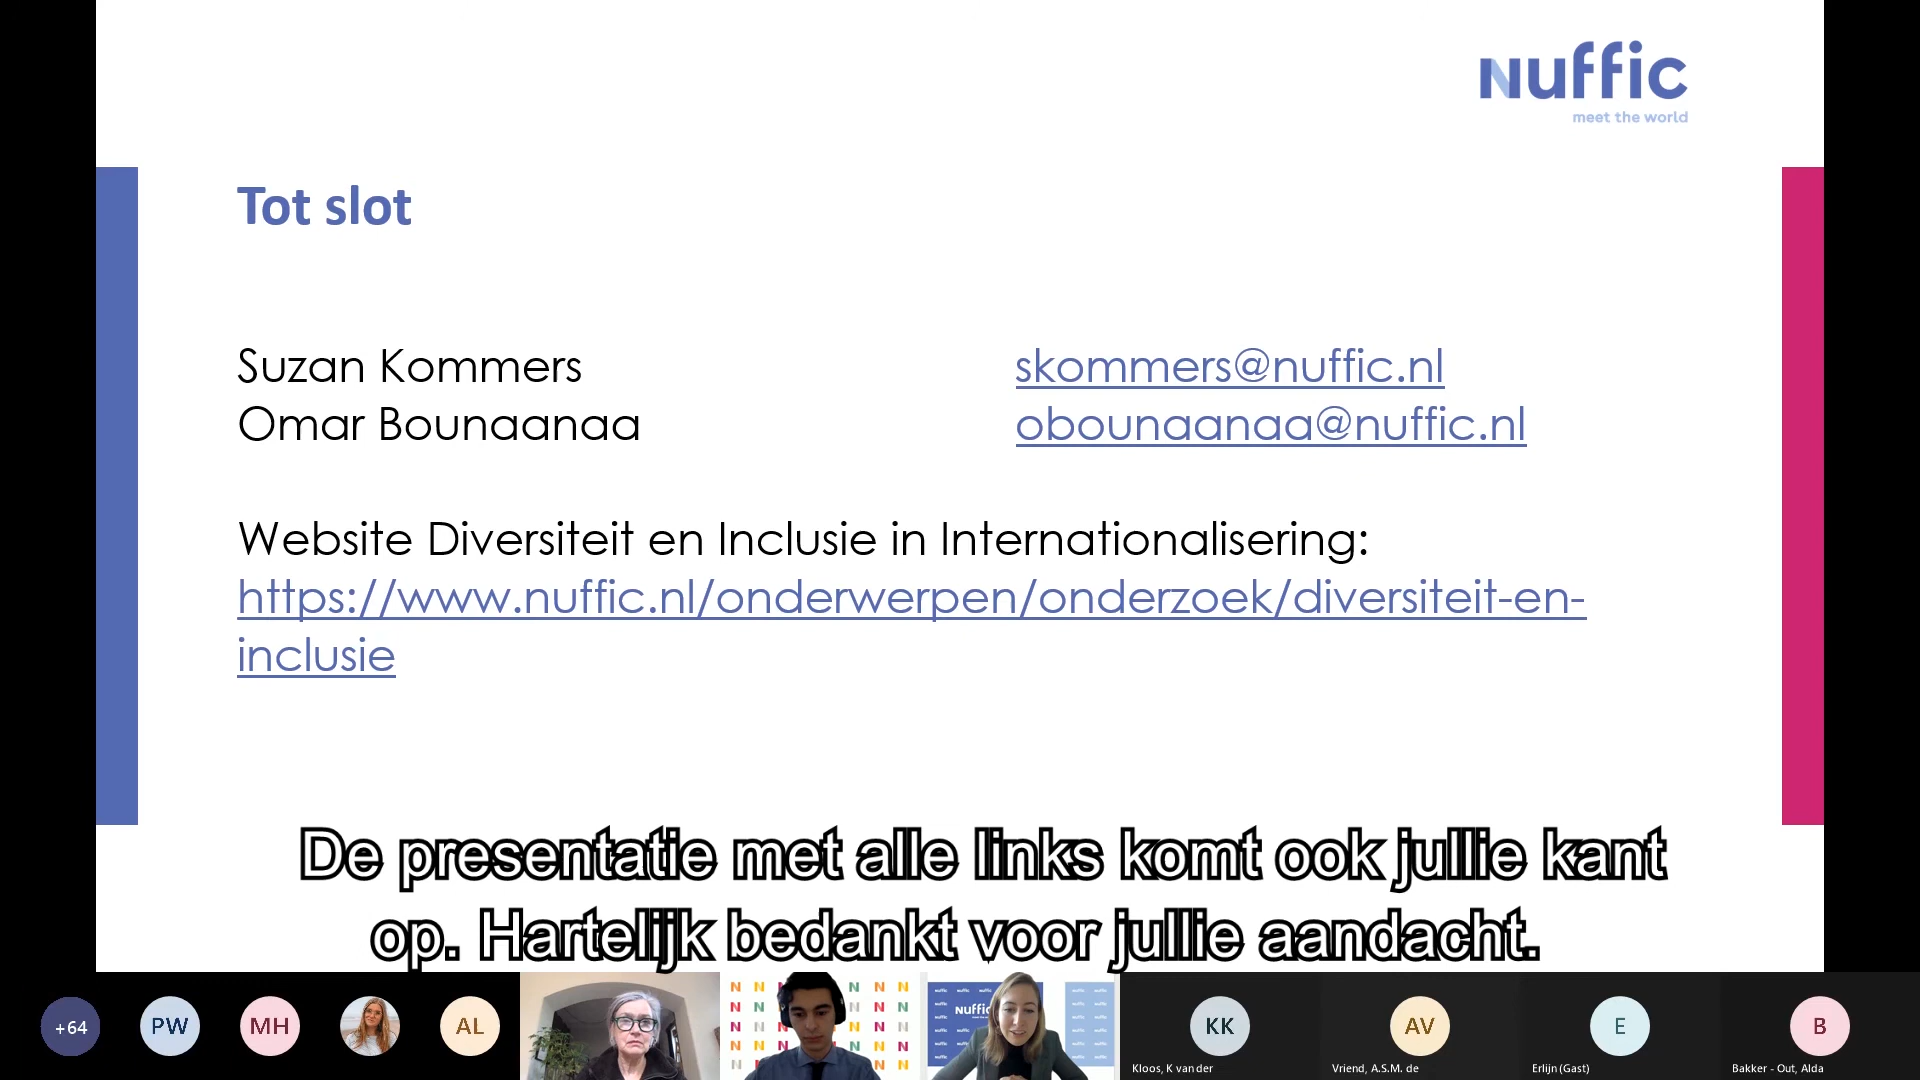 Nuffic
meet the world
Tot slot
Suzan Kommers
skommers@nuffic.nl
Omar Bounaanaa
obounaanaa@nuffic.nl
Website Diversiteit en Inclusie in Internationalisering:
https://www.nuffic.nl/onderwerpen/onderzoek/diversiteit-en-
inclusie
De presentatie met alle links komt ook jullie kant
op. Hartelijk bedankt voor jullie aandacht.
+64
PW
MH
AL
Nuffic
KK
Kloos, K van der
AV
Vriend, A.S.M. de
E
Erlijn (Gast)
B
Bakker - Out, Alda